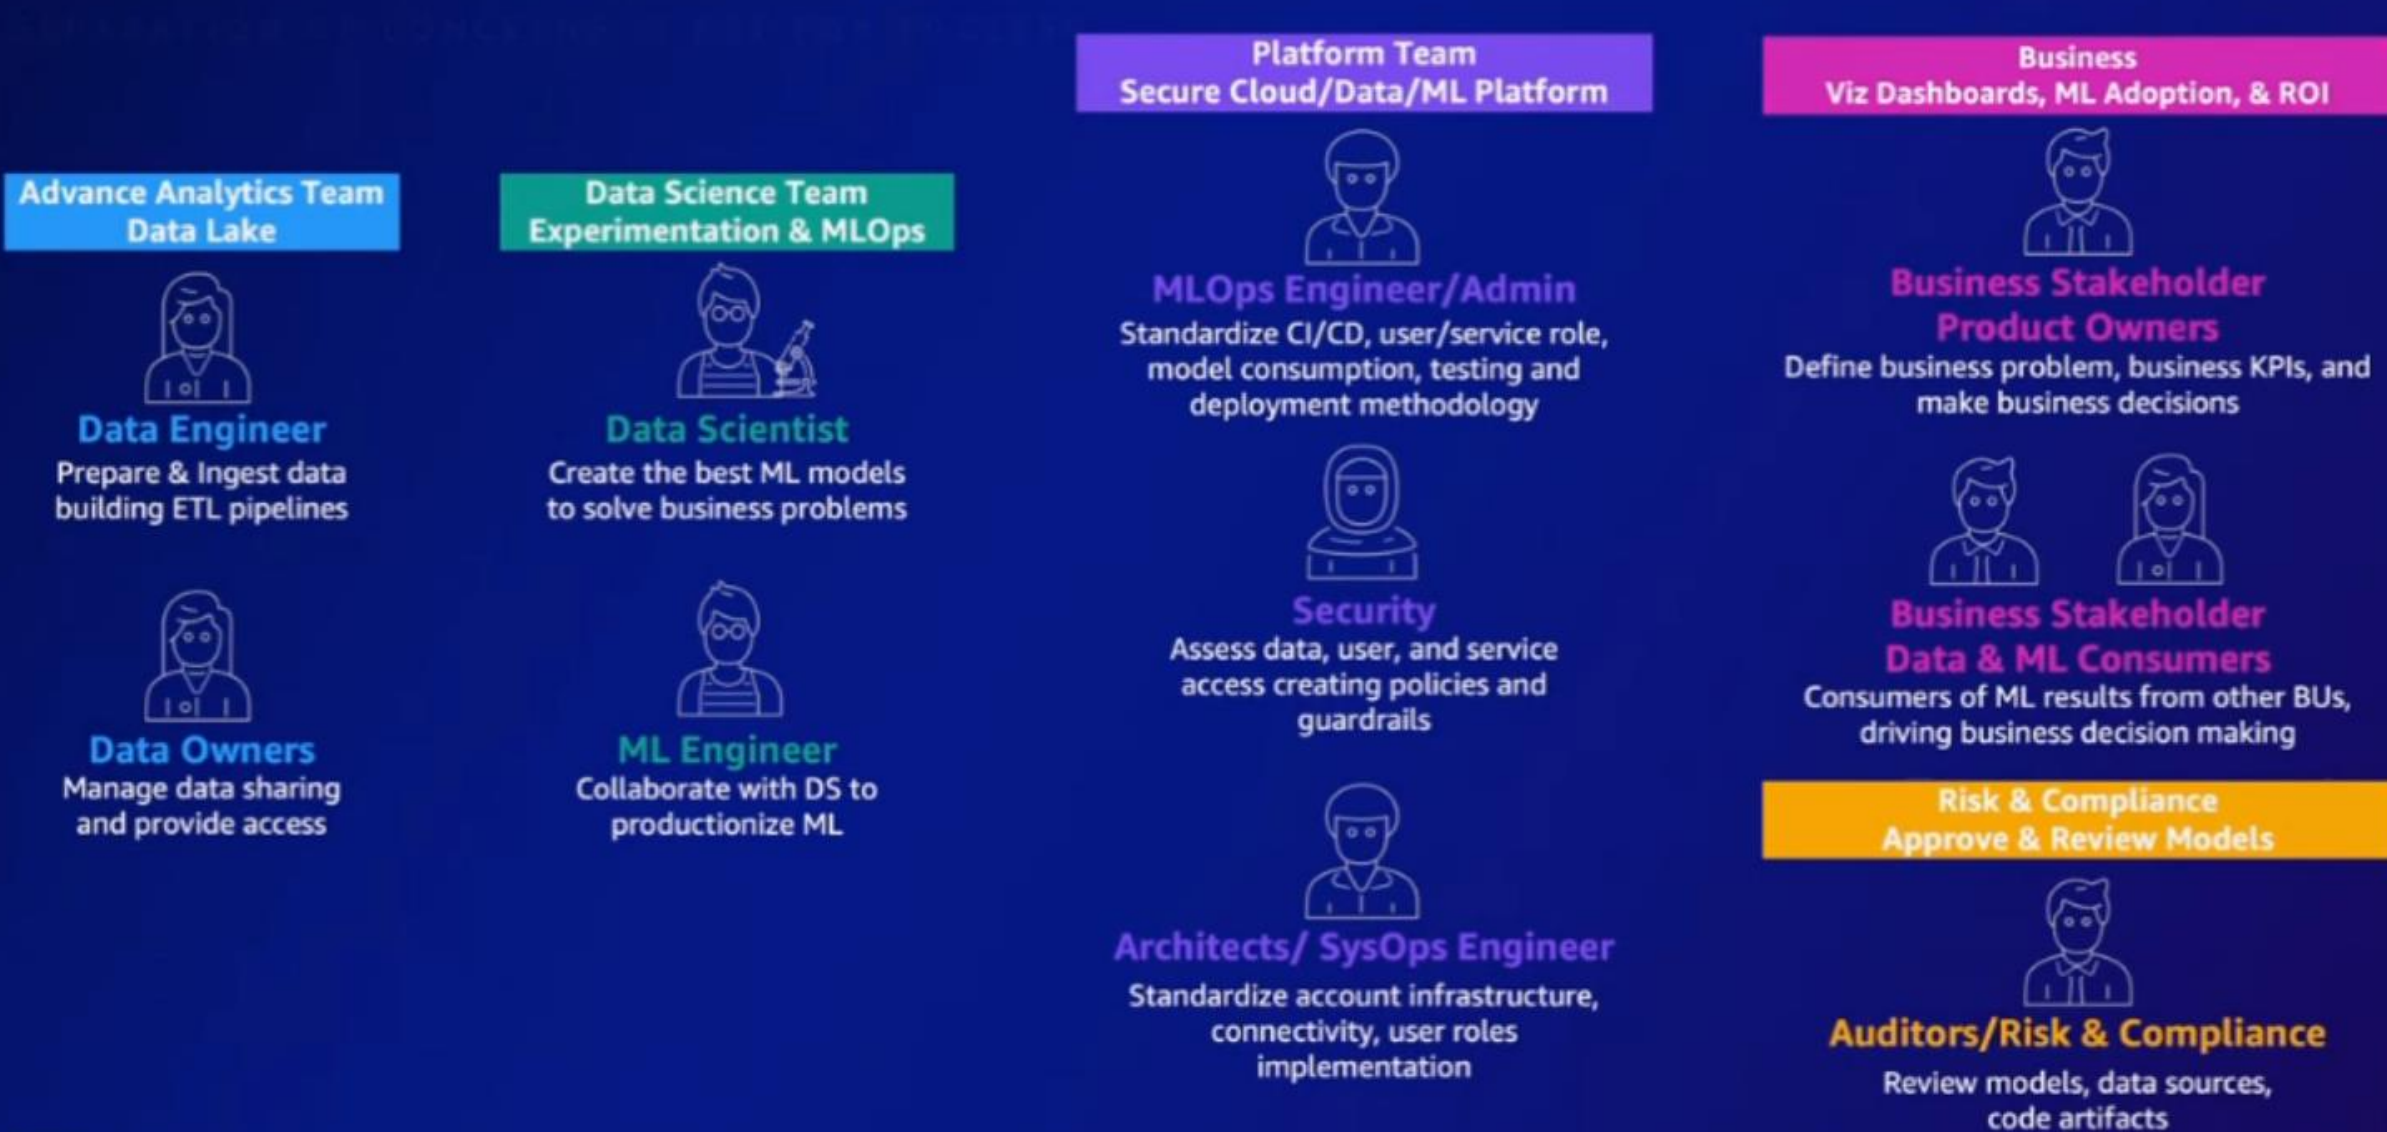 Advance Analytics Team
Data Lake
Data Engineer
Prepare & Ingest data
building ETL pipelines
Data Owners
Manage data sharing
and provide access
Data Science Team
Experimentation & MLOps
Data Scientist
Create the best ML models
to solve business problems
ML Engineer
Collaborate with DS to
productionize ML
Platform Team
Secure Cloud/Data/ML Platform
MLOps Engineer/Admin
Standardize CI/CD, user/service role,
model consumption, testing and
deployment methodology
Security
Assess data, user, and service
access creating policies and
guardrails
Architects/ SysOps Engineer
Standardize account infrastructure,
connectivity, user roles
implementation
Business
Viz Dashboards, ML Adoption, & ROI
Business Stakeholder
Product Owners
Define business problem, business KPIs, and
make business decisions
Business Stakeholder
Data & ML Consumers
Consumers of ML results from other BUs,
driving business decision making
Risk & Compliance
Approve & Review Models
Auditors/Risk & Compliance
Review models, data sources,
code artifacts